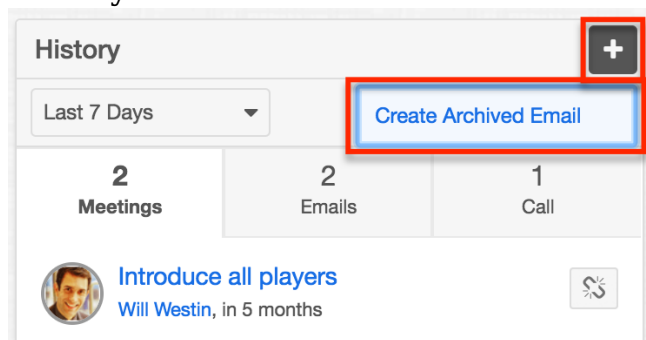 History
+
Last 7 Days
Create Archived Email
2 2 1
Meetings Emails Call
Introduce all players
Will Westin, in 5 months